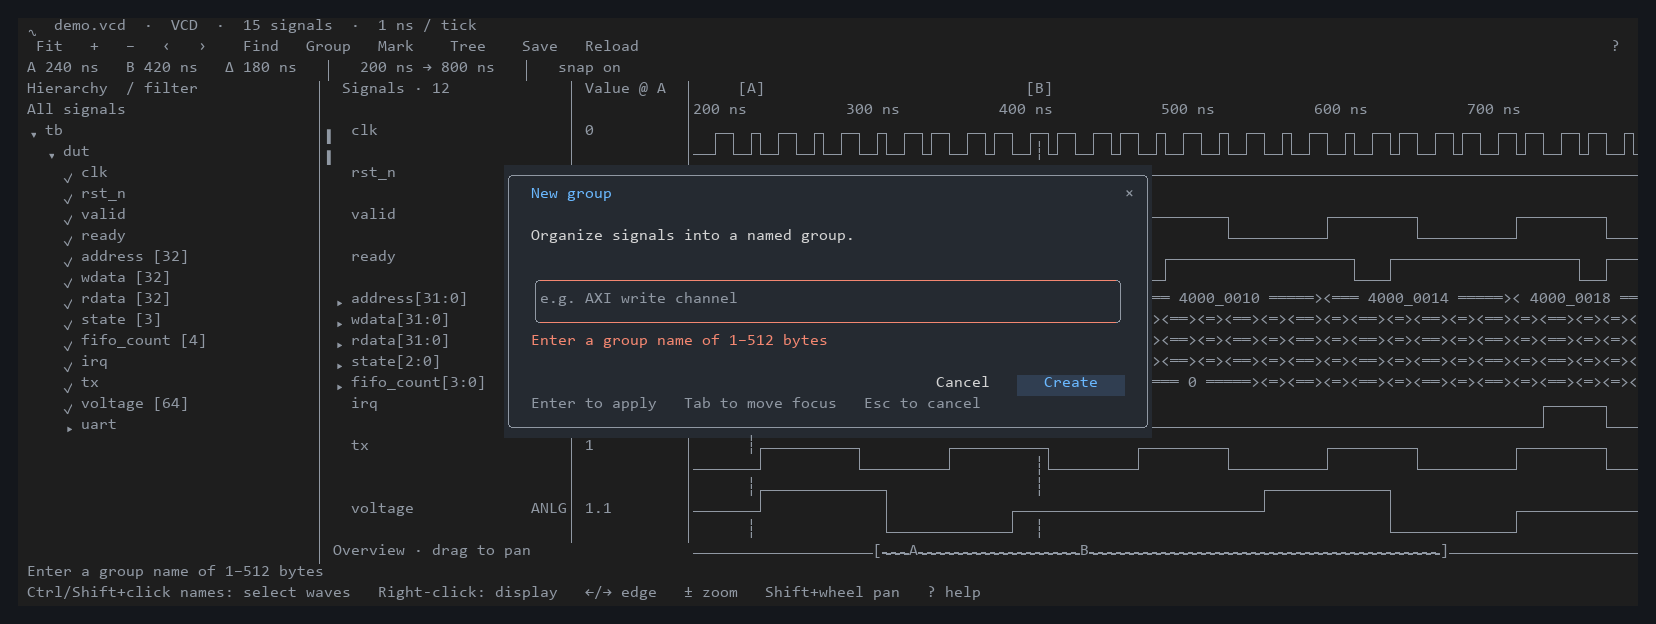 demo.vcd · VCD · 15 signals · 1 ns / tick
Fit + − ‹ › Find Group Mark Tree Save Reload ?
A 240 ns B 420 ns Δ 180 ns │ 200 ns → 800 ns │ snap on
Hierarchy / filter Signals · 12 Value @ A [A] [B]
All signals 200 ns 300 ns 400 ns 500 ns 600 ns 700 ns
▾ tb clk 0
▾ dut
✓ clk rst_n
✓ rst_n New group ×
✓ valid valid
✓ ready Organize signals into a named group.
✓ address [32] ready
✓ wdata [32]
✓ rdata [32] ▸ address[31:0] e.g. AXI write channel ══ 4000_0010 ═════><═══ 4000_0014 ═════>< 4000_0018 ══
✓ state [3] ▸ wdata[31:0]
✓ fifo_count [4] ▸ rdata[31:0] Enter a group name of 1–512 bytes
✓ irq ▸ state[2:0]
✓ tx ▸ fifo_count[3:0] Cancel Create ═══ 0 ═════
✓ voltage [64] irq Enter to apply Tab to move focus Esc to cancel
▸ uart
tx 1
voltage ANLG 1.1
Overview · drag to pan [ A B ]
Enter a group name of 1–512 bytes
Ctrl/Shift+click names: select waves Right-click: display ←/→ edge ± zoom Shift+wheel pan ? help